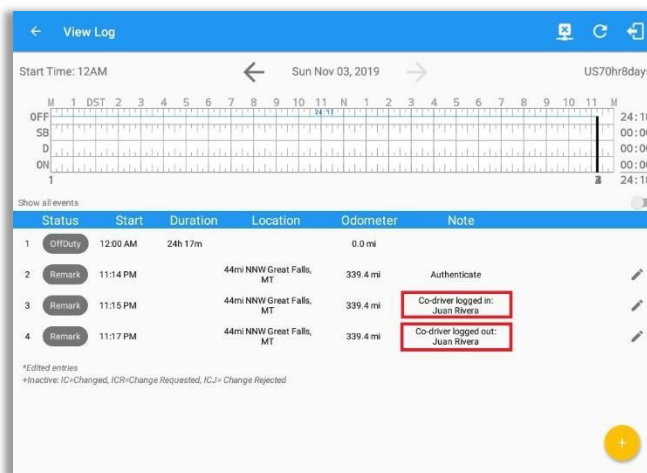 View Log
Start Time: 12AM Sun Nov 03, 2019 US70hr8day
M 1 DST 2 3 4 5 6 7 8 9 10 11 N 1 2 3 4 5 6 7 8 9 10 11 M
OFF 24:17 24:18
SB 00:00
D 00:00
ON 00:00
1 24:18
Show all events
Status Start Duration Location Odometer Note
1 OffDuty 12:00 AM 24h 17m 0.0 mi
2 Remark 11:14 PM 44mi NNW Great Falls, MT 339.4 mi Authenticate
3 Remark 11:15 PM 44mi NNW Great Falls, MT 339.4 mi Co-driver logged in: Juan Rivera
4 Remark 11:17 PM 44mi NNW Great Falls, MT 339.4 mi Co-driver logged out: Juan Rivera
*Edited entries
+Inactive: IC=Changed, ICR=Change Requested, ICJ= Change Rejected
+